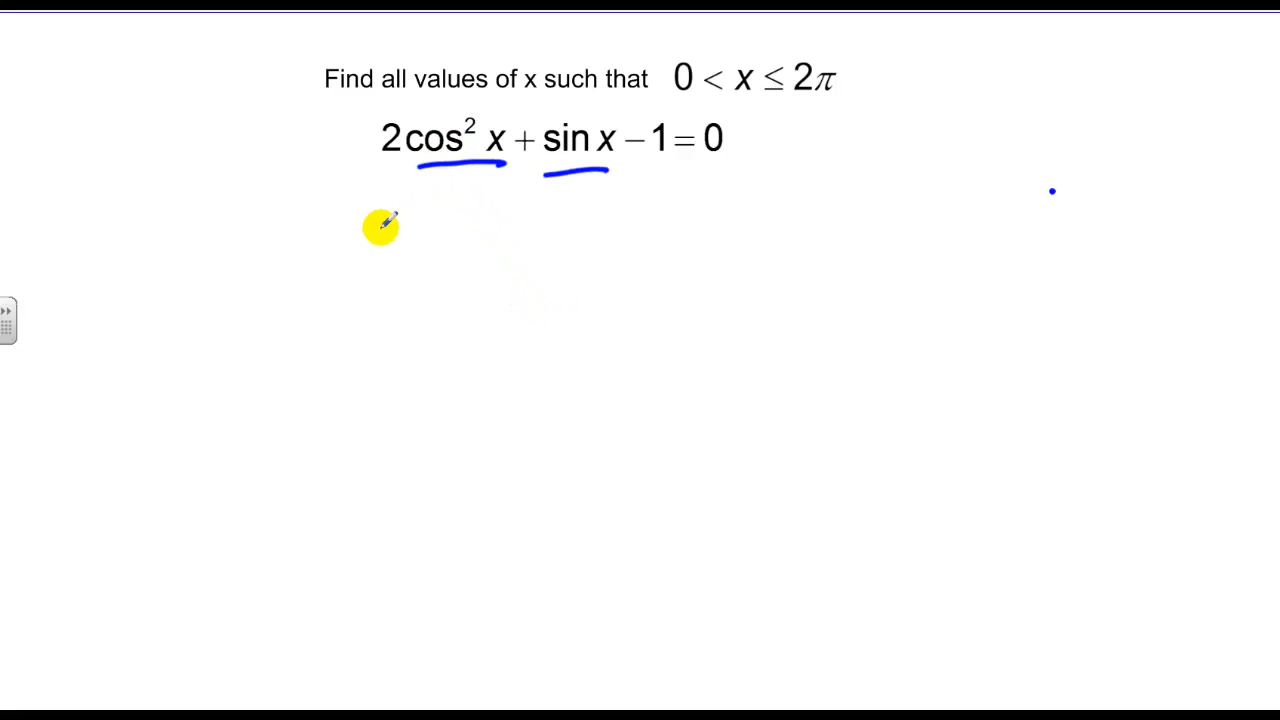 Find all values of x such that 0 < x ≤ 2π
2cos² x + sin x − 1 = 0